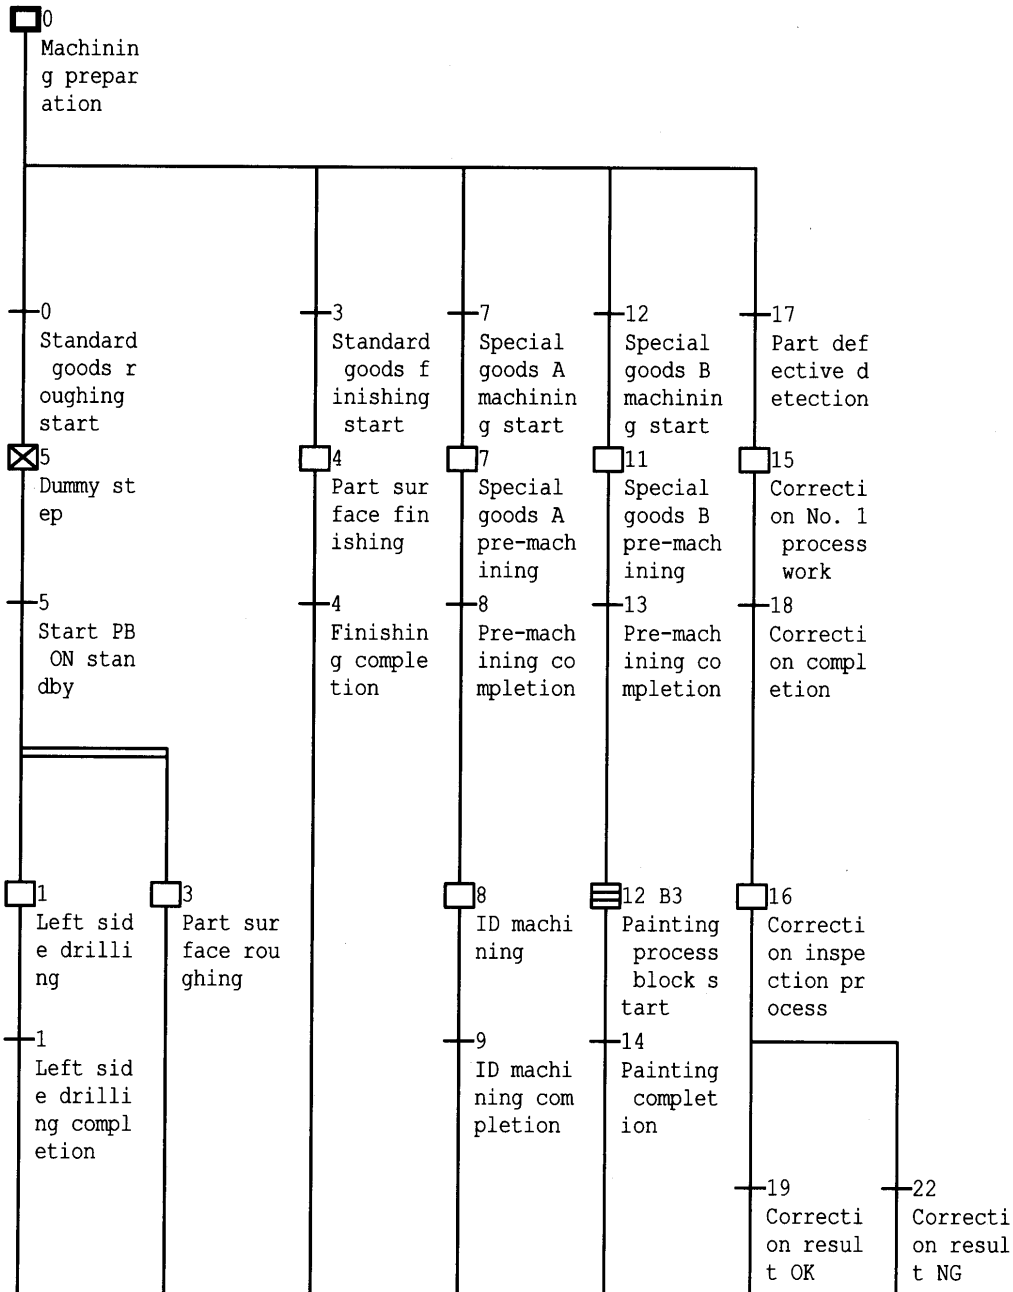 0
Machinin
g prepar
ation
0
Standard
goods r
oughing
start
3
Standard
goods f
inishing
start
7
Special
goods A
machinin
g start
12
Special
goods B
machinin
g start
17
Part def
ective d
etection
5
Dummy st
ep
4
Part sur
face fin
ishing
7
Special
goods A
pre-mach
ining
11
Special
goods B
pre-mach
ining
15
Correcti
on No. 1
process
work
5
Start PB
ON stan
dby
4
Finishin
g comple
tion
8
Pre-mach
ining co
mpletion
13
Pre-mach
ining co
mpletion
18
Correcti
on compl
etion
1
Left sid
e drilli
ng
3
Part sur
face rou
ghing
8
ID machi
ning
12 B3
Painting
process
block s
tart
16
Correcti
on inspe
ction pr
ocess
1
Left sid
e drilli
ng compl
etion
9
ID machi
ning com
pletion
14
Painting
complet
ion
19
Correcti
on resul
t OK
22
Correcti
on resul
t NG